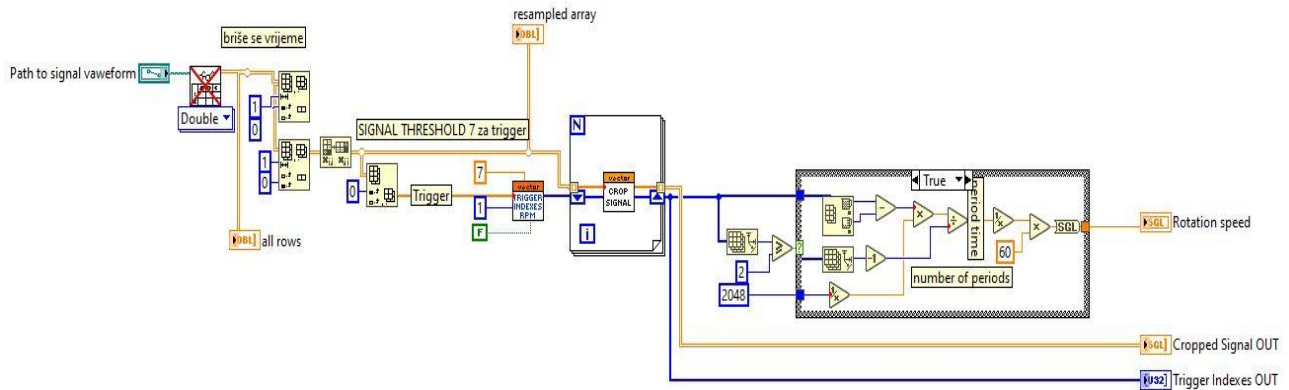 resampled array
DBL
briše se vrijeme
Path to signal vaweform
Double
1
0
1
0
SIGNAL THRESHOLD 7 za trigger
7
0
Trigger
1
F
vector
TRIGGER
INDEXES
RPM
all rows
DBL
N
vector
CROP
SIGNAL
i
True
period time
60
SGL
2
-1
number of periods
2048
SGL
Rotation speed
SGL
Cropped Signal OUT
U32
Trigger Indexes OUT